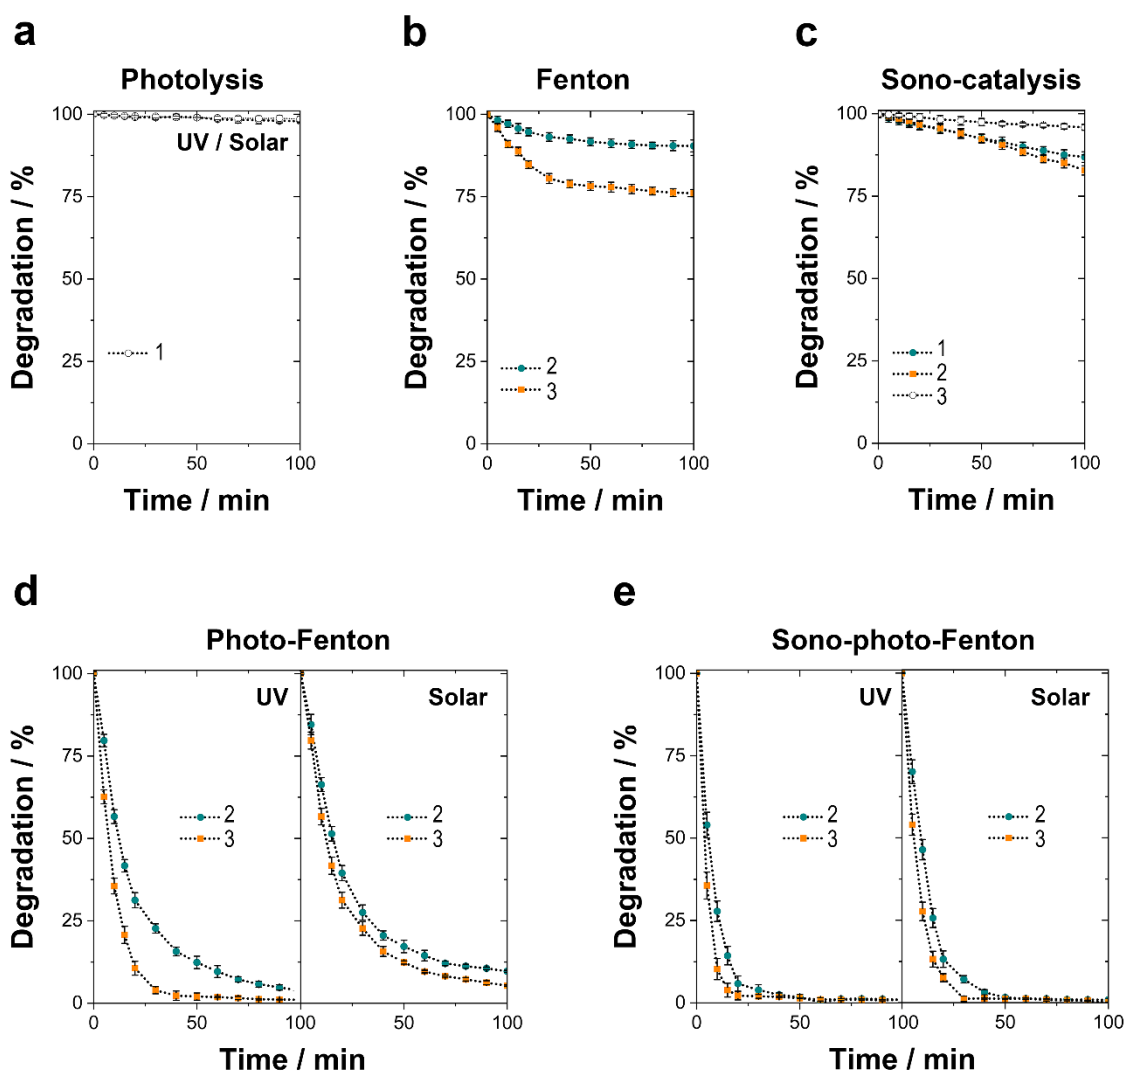 a
Photolysis
100
75
50
25
0
UV / Solar
1
0
50
100
Degradation / %
Time / min
b
Fenton
100
75
50
25
0
2
3
0
50
100
Degradation / %
Time / min
c
Sono-catalysis
100
75
50
25
0
1
2
3
0
50
100
Degradation / %
Time / min
d
Photo-Fenton
100
75
50
25
0
UV
Solar
2
3
2
3
0
50
100
50
100
Degradation / %
Time / min
e
Sono-photo-Fenton
100
75
50
25
0
UV
Solar
2
3
2
3
0
50
100
50
100
Degradation / %
Time / min